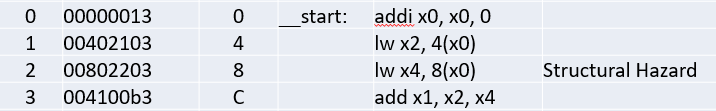 0 00000013 0 __start: addi x0, x0, 0
1 00402103 4 lw x2, 4(x0)
2 00802203 8 lw x4, 8(x0) Structural Hazard
3 004100b3 C add x1, x2, x4